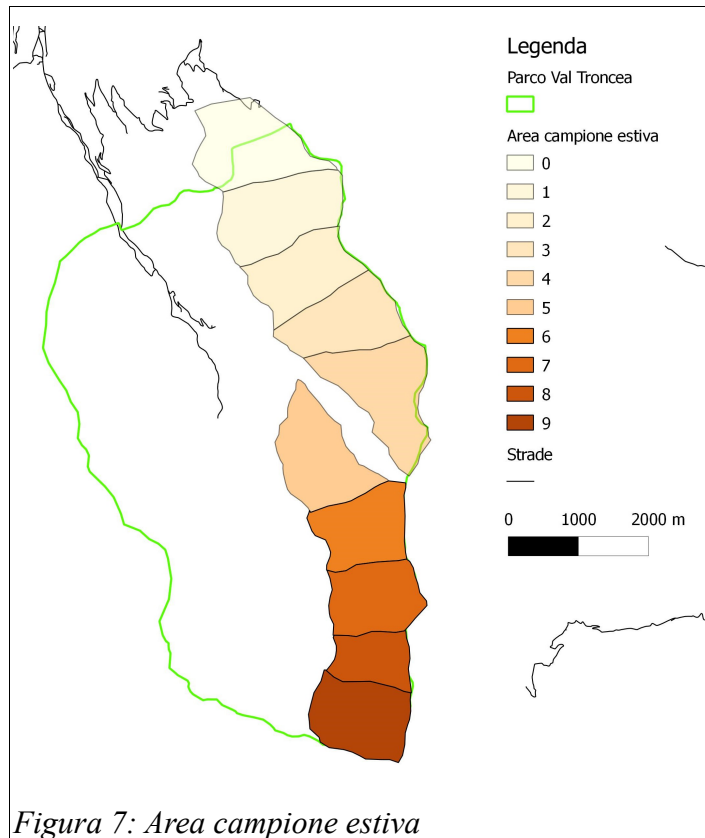 Legenda
Parco Val Troncea
Area campione estiva
0
1
2
3
4
5
6
7
8
9
Strade
0 1000 2000 m
Figura 7: Area campione estiva